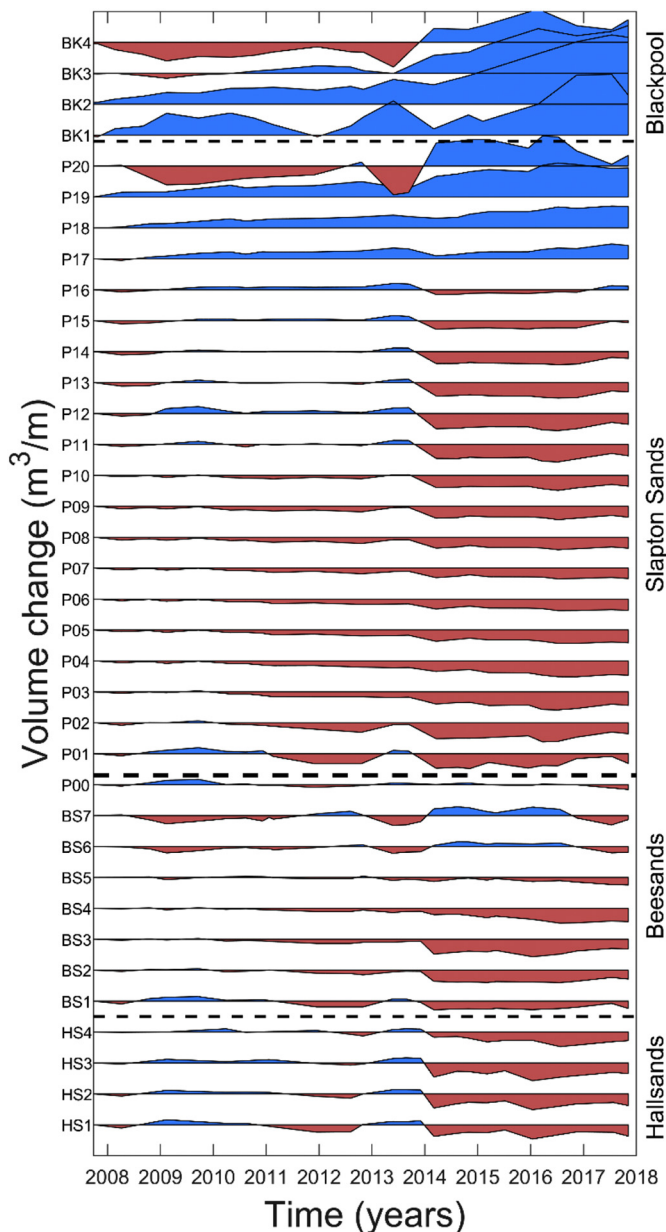 Volume change (m³/m)
BK4
BK3
BK2
BK1
P20
P19
P18
P17
P16
P15
P14
P13
P12
P11
P10
P09
P08
P07
P06
P05
P04
P03
P02
P01
P00
BS7
BS6
BS5
BS4
BS3
BS2
BS1
HS4
HS3
HS2
HS1
Blackpool
Slapton Sands
Beesands
Hallsands
2008 2009 2010 2011 2012 2013 2014 2015 2016 2017 2018
Time (years)